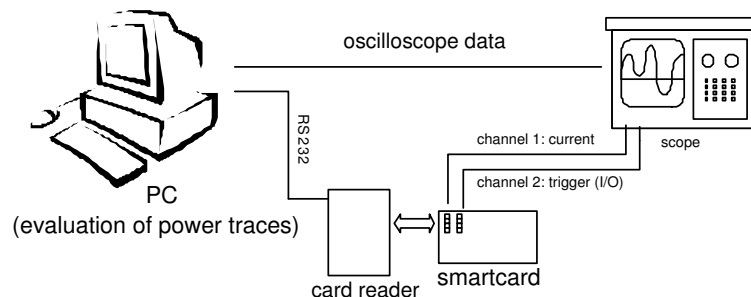 oscilloscope data
RS232
channel 1: current
scope
channel 2: trigger (I/O)
PC
(evaluation of power traces)
smartcard
card reader